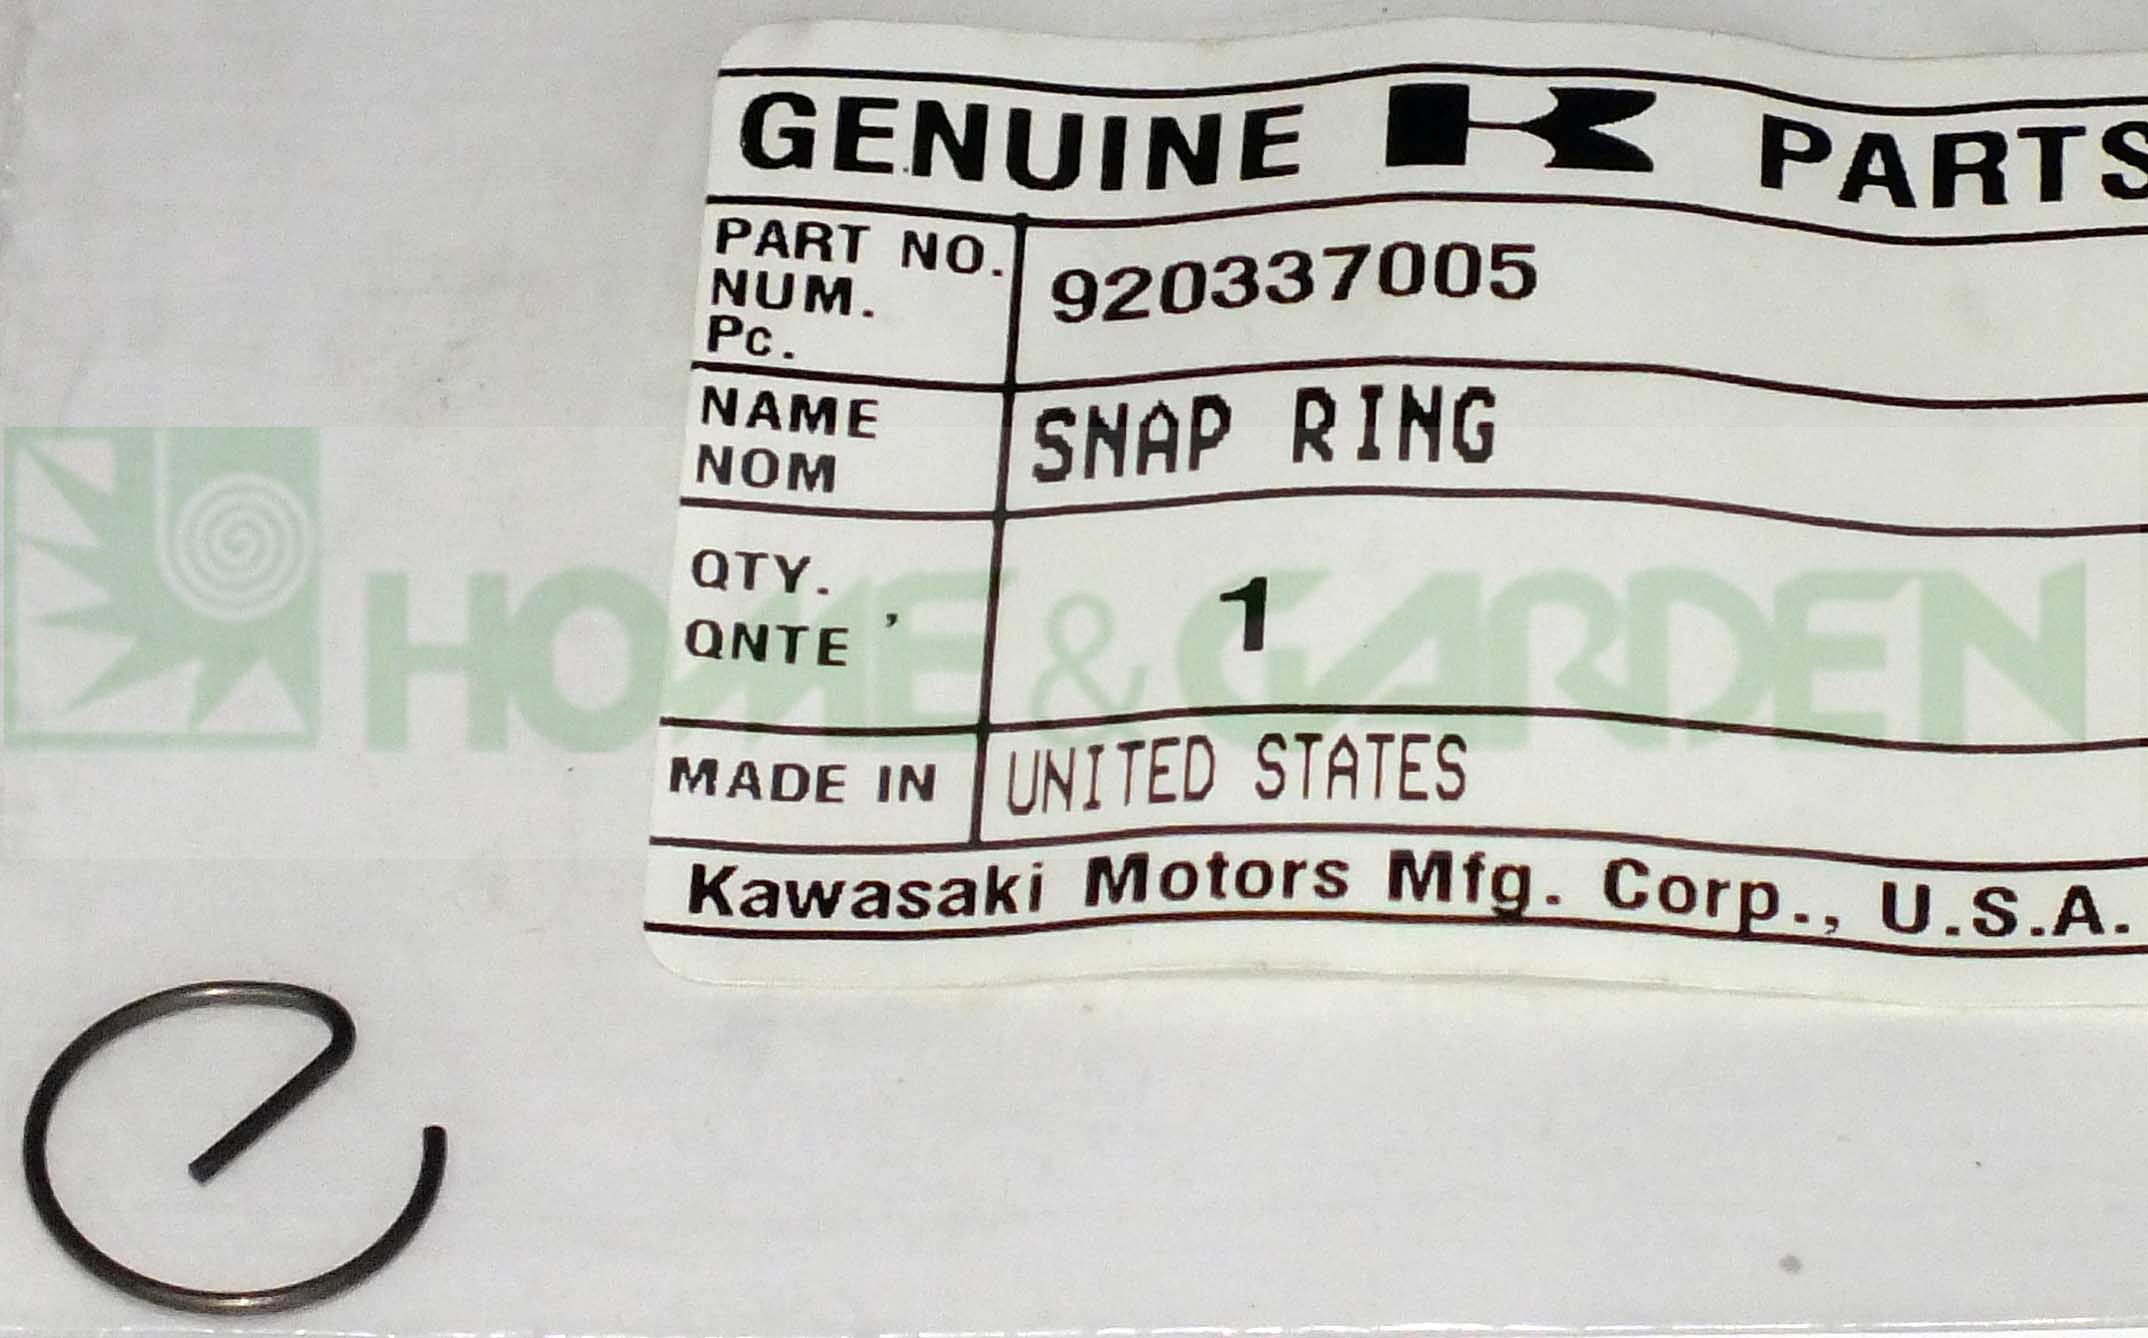 GENUINE K PARTS
PART NO.
NUM.
Pc.
920337005
NAME
NOM
SNAP RING
QTY.
QNTE '
1
HOME & GARDEN
MADE IN
UNITED STATES
Kawasaki Motors Mfg. Corp., U.S.A.